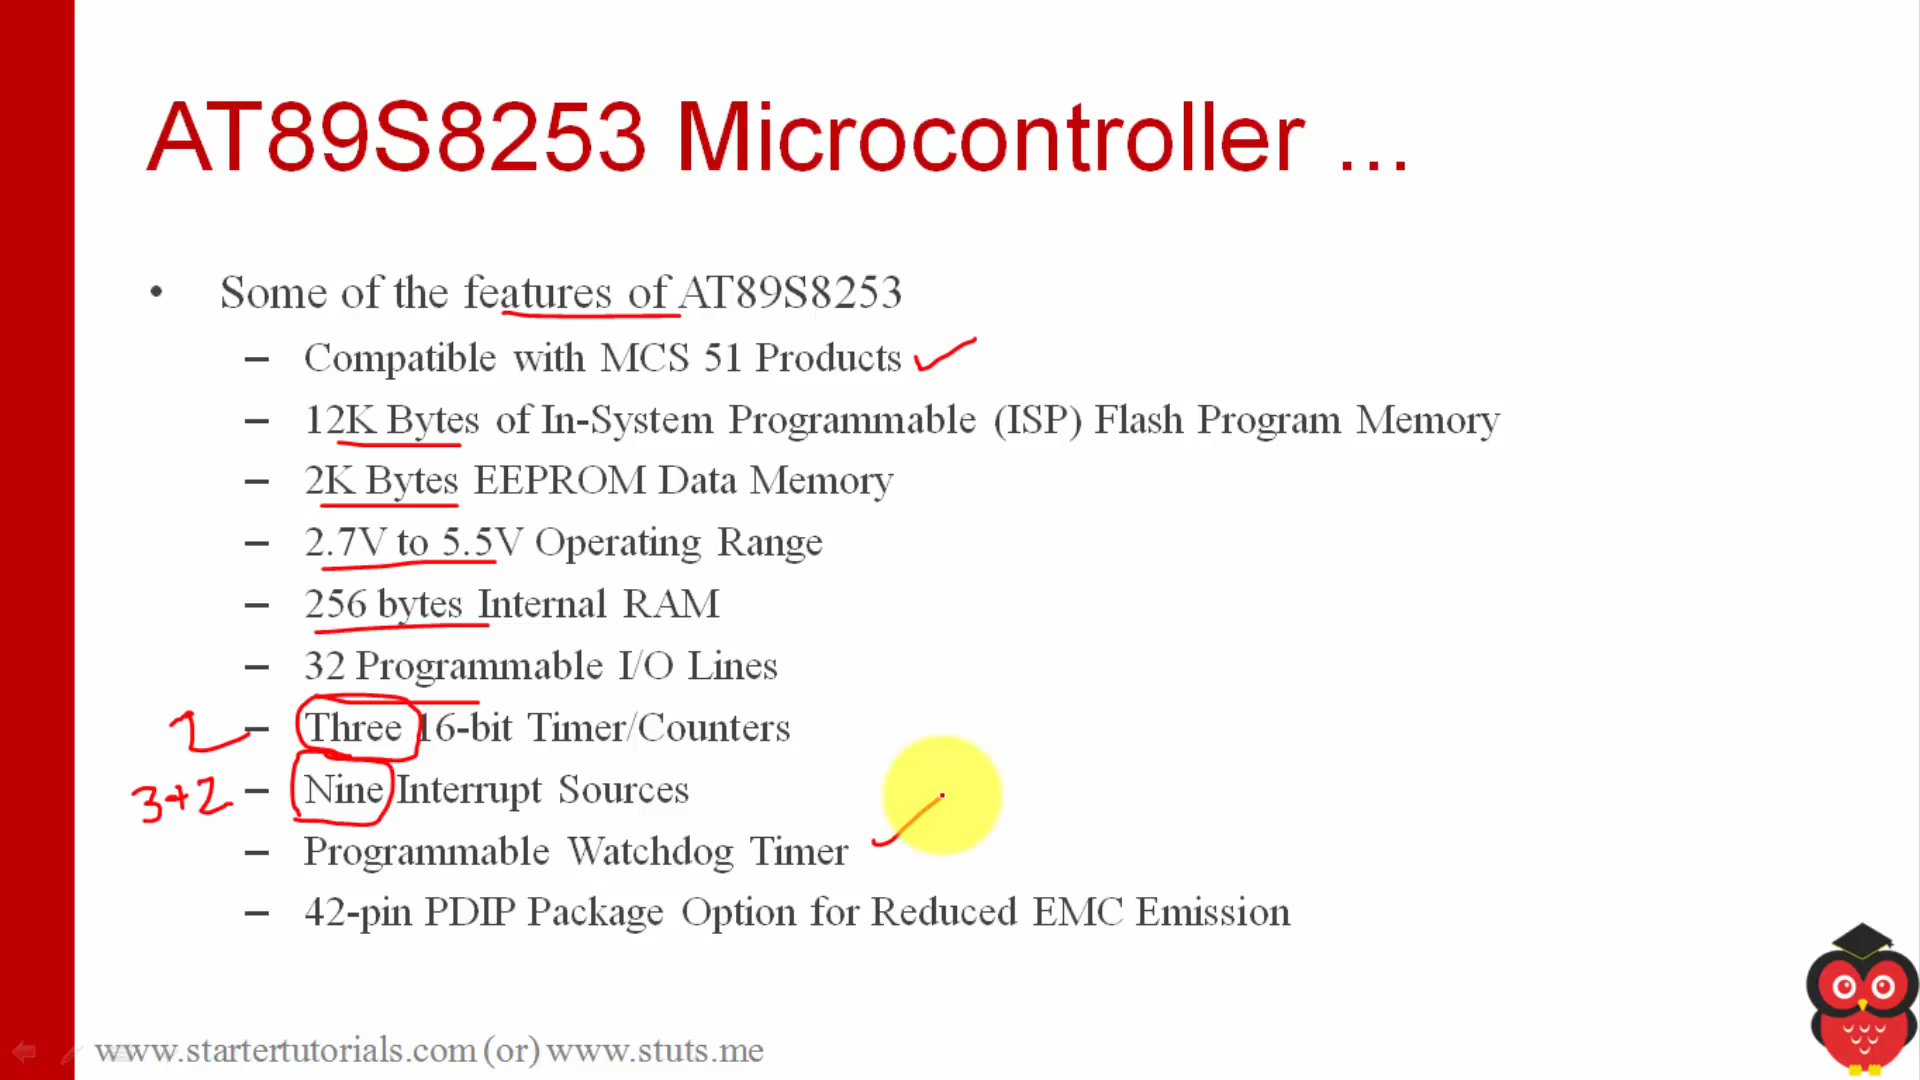 AT89S8253 Microcontroller ...
• Some of the features of AT89S8253
– Compatible with MCS 51 Products
– 12K Bytes of In-System Programmable (ISP) Flash Program Memory
– 2K Bytes EEPROM Data Memory
– 2.7V to 5.5V Operating Range
– 256 bytes Internal RAM
– 32 Programmable I/O Lines
2 – Three 16-bit Timer/Counters
3+2 – Nine Interrupt Sources
– Programmable Watchdog Timer
– 42-pin PDIP Package Option for Reduced EMC Emission
www.startertutorials.com (or) www.stuts.me